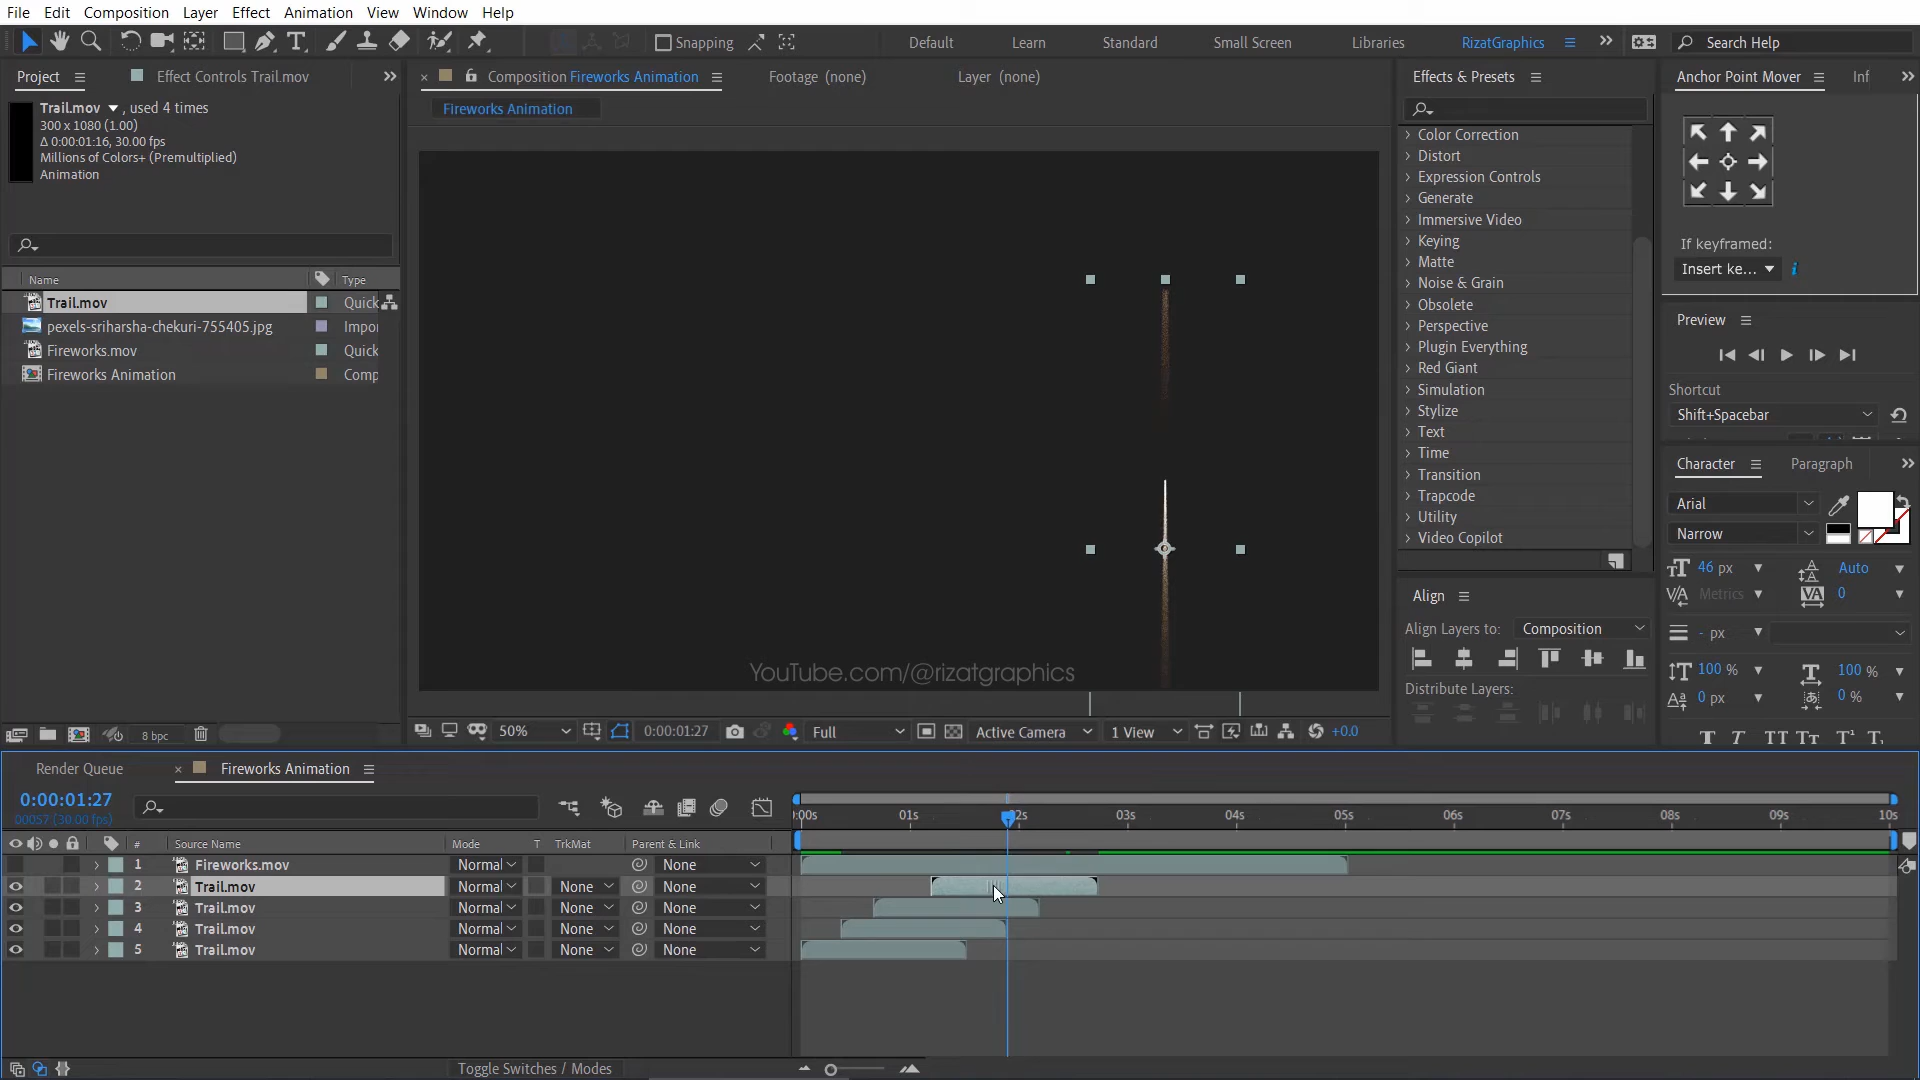 File Edit Composition Layer Effect Animation View Window Help
Snapping Default Learn Standard Small Screen Libraries RizatGraphics Search Help
Project Effect Controls Trail.mov Composition Fireworks Animation Footage (none) Layer (none) Effects & Presets Anchor Point Mover Inf
Trail.mov , used 4 times
300 x 1080 (1.00)
Δ 0:00:01:16, 30.00 fps
Millions of Colors+ (Premultiplied)
Animation
Fireworks Animation
Name Type
Trail.mov Quick
pexels-sriharsha-chekuri-755405.jpg Impor
Fireworks.mov Quick
Fireworks Animation Comp
8 bpc
YouTube.com/@rizatgraphics
50% 0:00:01:27 Full Active Camera 1 View +0.0
Color Correction
Distort
Expression Controls
Generate
Immersive Video
Keying
Matte
Noise & Grain
Obsolete
Perspective
Plugin Everything
Red Giant
Simulation
Stylize
Text
Time
Transition
Trapcode
Utility
Video Copilot
Align
Align Layers to: Composition
Distribute Layers:
If keyframed:
Insert ke...
Preview
Shortcut
Shift+Spacebar
Character Paragraph
Arial
Narrow
46 px Auto
Metrics 0
- px
100 % 100 %
0 px 0 %
Render Queue Fireworks Animation
0:00:01:27
00057 (30.00 fps)
:00s 01s 02s 03s 04s 05s 06s 07s 08s 09s 10s
# Source Name Mode T TrkMat Parent & Link
1 Fireworks.mov Normal None
2 Trail.mov Normal None None
3 Trail.mov Normal None None
4 Trail.mov Normal None None
5 Trail.mov Normal None None
Toggle Switches / Modes